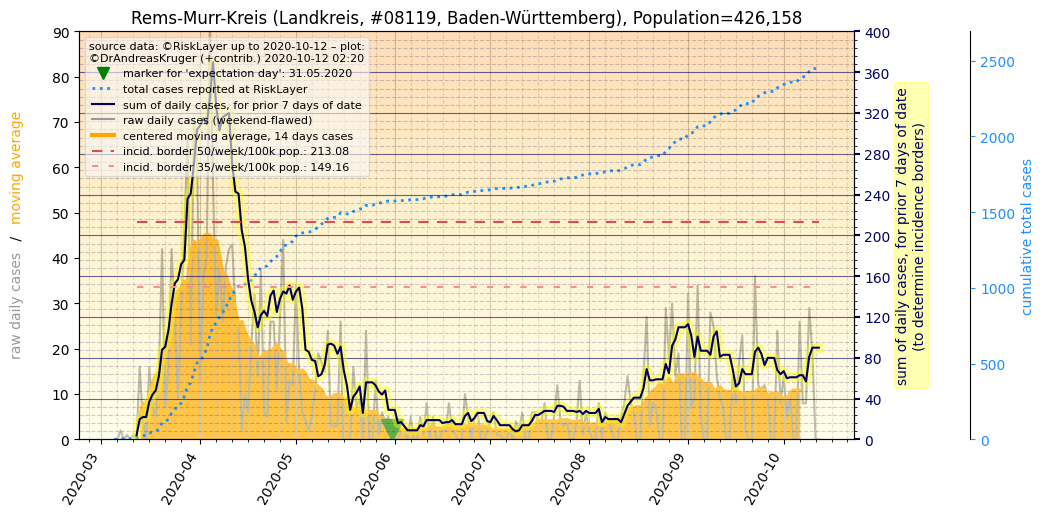 Rems-Murr-Kreis (Landkreis, #08119, Baden-Württemberg), Population=426,158
source data: ©RiskLayer up to 2020-10-12 – plot:
©DrAndreasKruger (+contrib.) 2020-10-12 02:20
marker for 'expectation day': 31.05.2020
total cases reported at RiskLayer
sum of daily cases, for prior 7 days of date
raw daily cases (weekend-flawed)
centered moving average, 14 days cases
incid. border 50/week/100k pop.: 213.08
incid. border 35/week/100k pop.: 149.16
raw daily cases / moving average
90
80
70
60
50
40
30
20
10
0
2020-03
2020-04
2020-05
2020-06
2020-07
2020-08
2020-09
2020-10
400
360
320
280
240
200
160
120
80
40
0
sum of daily cases, for prior 7 days of date
(to determine incidence borders)
2500
2000
1500
1000
500
0
cumulative total cases